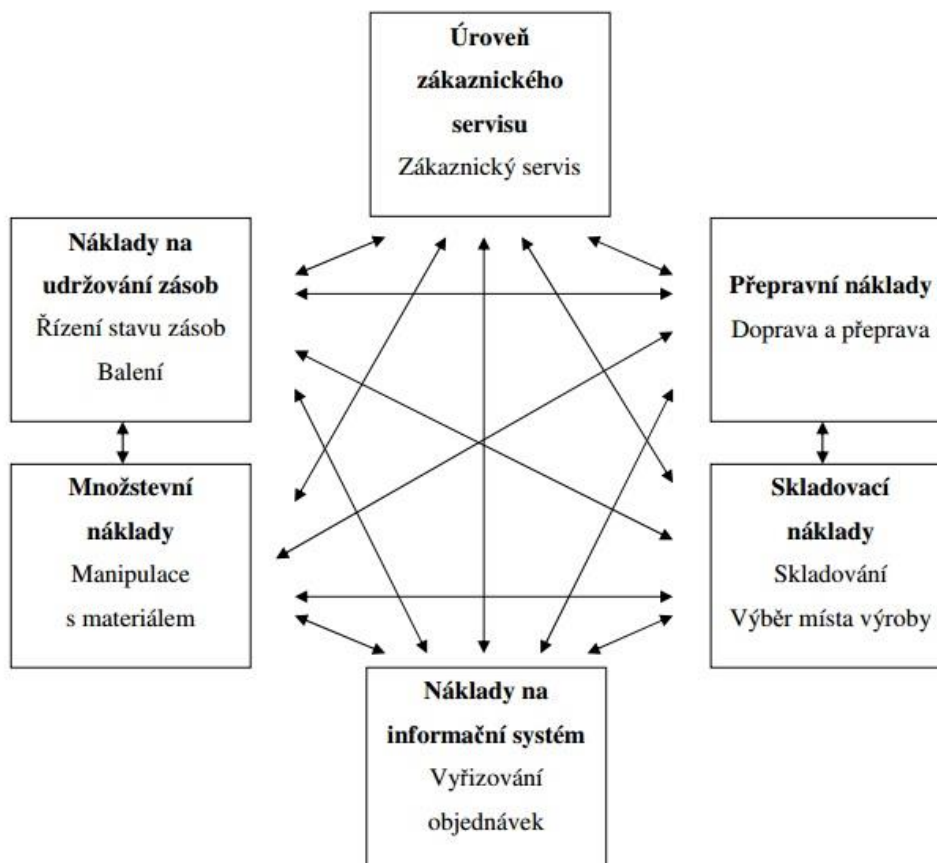 Úroveň
zákaznického
servisu
Zákaznický servis
Náklady na
udržování zásob
Řízení stavu zásob
Balení
Přepravní náklady
Doprava a přeprava
Množstevní
náklady
Manipulace
s materiálem
Skladovací
náklady
Skladování
Výběr místa výroby
Náklady na
informační systém
Vyřizování
objednávek